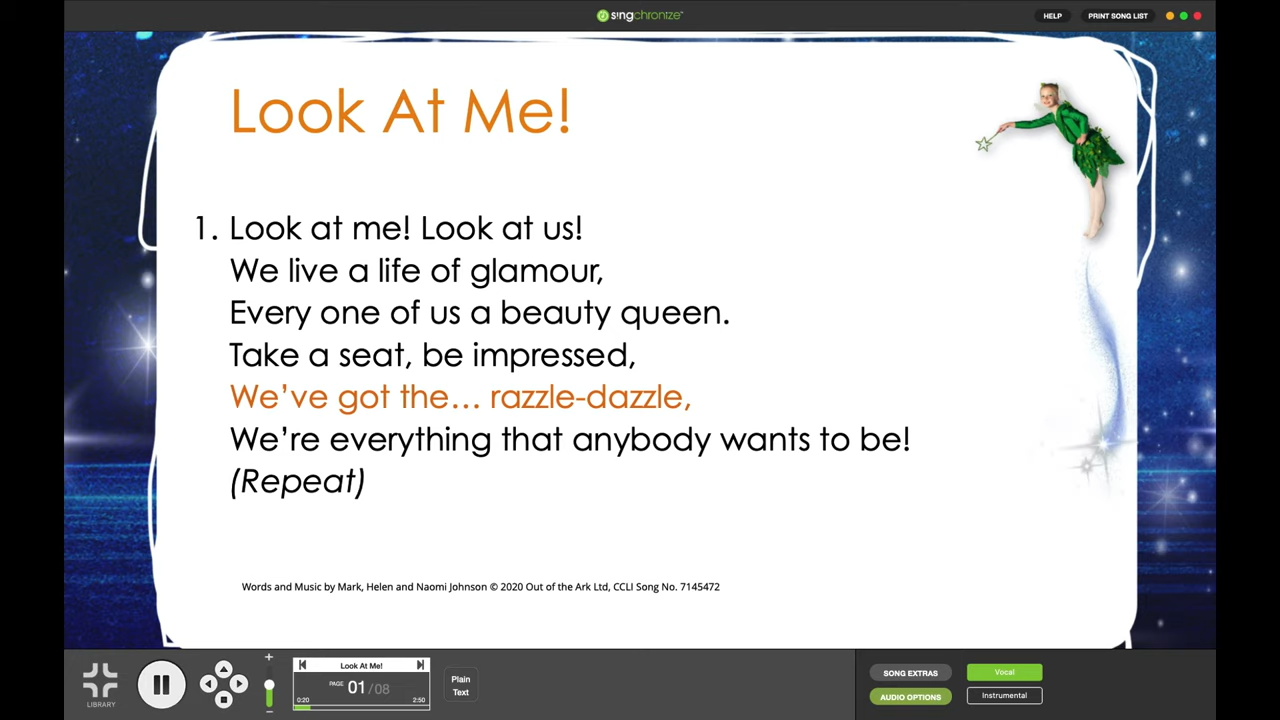 singchronize™
HELP
PRINT SONG LIST
Look At Me!
1. Look at me! Look at us!
We live a life of glamour,
Every one of us a beauty queen.
Take a seat, be impressed,
We’ve got the… razzle-dazzle,
We’re everything that anybody wants to be!
(Repeat)
Words and Music by Mark, Helen and Naomi Johnson © 2020 Out of the Ark Ltd, CCLI Song No. 7145472
LIBRARY
+
-
Look At Me!
PAGE 01/08
0:20
2:50
Plain
Text
SONG EXTRAS
AUDIO OPTIONS
Vocal
Instrumental